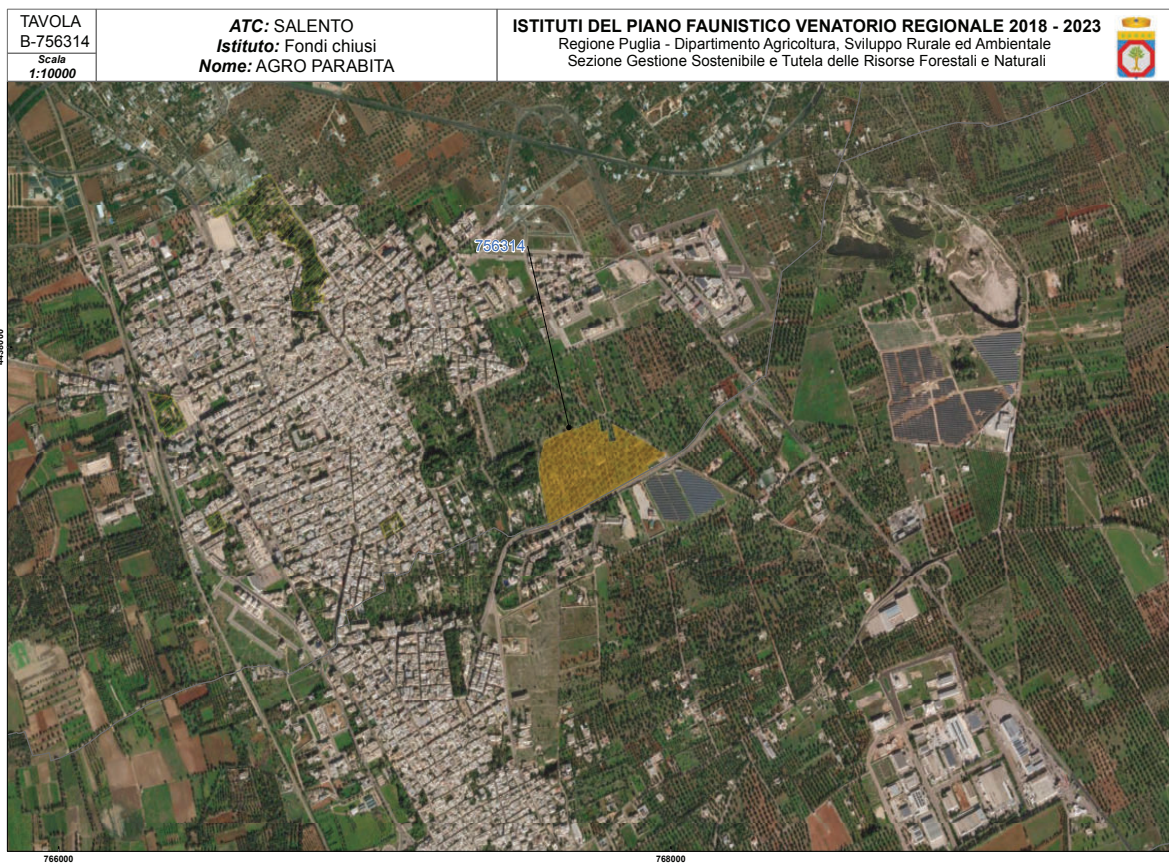 TAVOLA
B-756314
Scala
1:10000
ATC: SALENTO
Istituto: Fondi chiusi
Nome: AGRO PARABITA
ISTITUTI DEL PIANO FAUNISTICO VENATORIO REGIONALE 2018 - 2023
Regione Puglia - Dipartimento Agricoltura, Sviluppo Rurale ed Ambientale
Sezione Gestione Sostenibile e Tutela delle Risorse Forestali e Naturali
756314
766000
768000